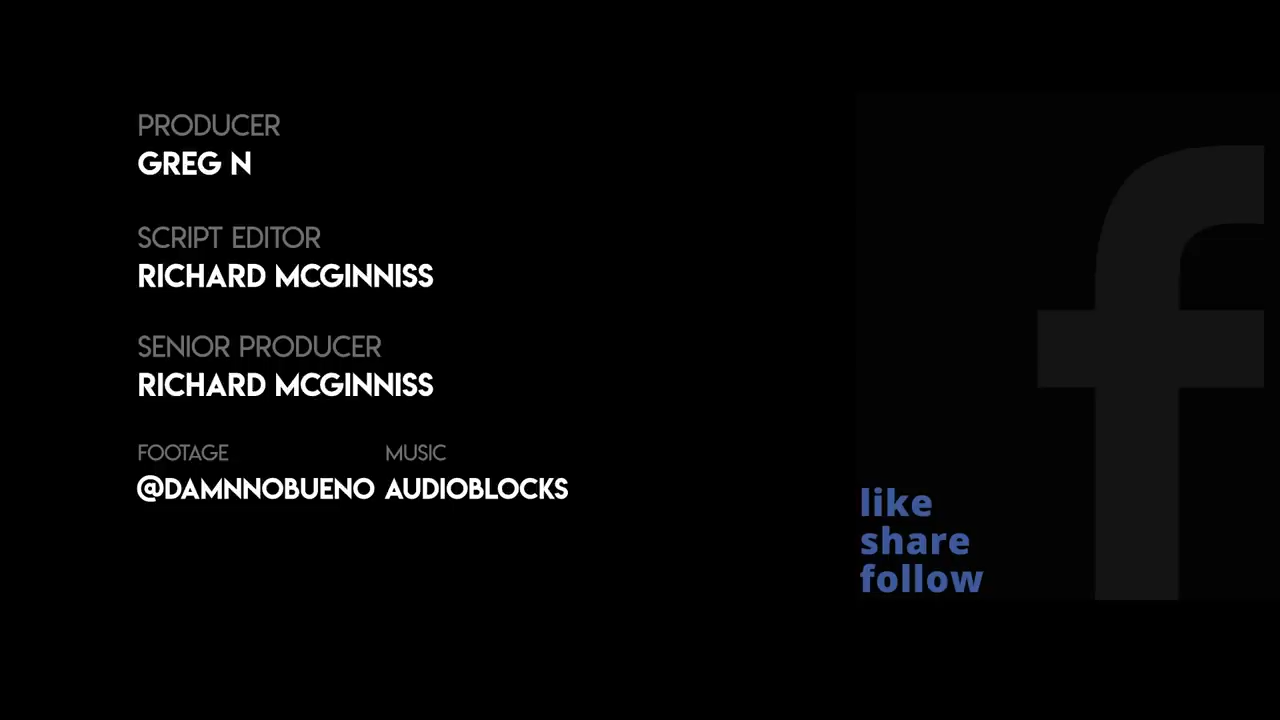 PRODUCER
GREG N
SCRIPT EDITOR
RICHARD MCGINNISS
SENIOR PRODUCER
RICHARD MCGINNISS
FOOTAGE
@DAMNNOBUENO
MUSIC
AUDIOBLOCKS
f
like
share
follow